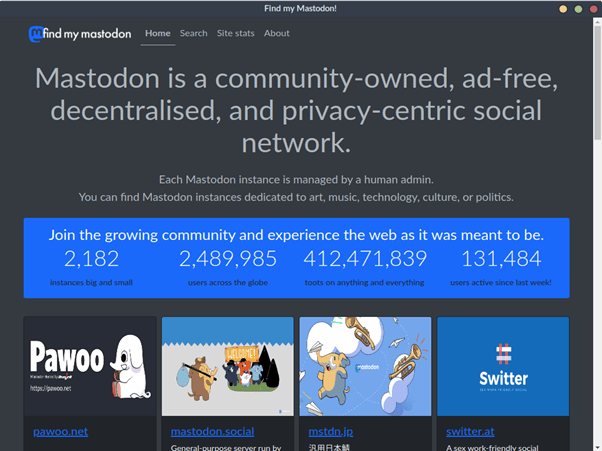 Find my Mastodon!
find my mastodon Home Search Site stats About
Mastodon is a community-owned, ad-free,
decentralised, and privacy-centric social
network.
Each Mastodon instance is managed by a human admin.
You can find Mastodon instances dedicated to art, music, technology, culture, or politics.
Join the growing community and experience the web as it was meant to be.
2,182 2,489,985 412,471,839 131,484
instances big and small users across the globe toots on anything and everything users active since last week!
Pawoo
https://pawoo.net
mastodon
Switter
pawoo.net mastodon.social mstdn.jp switter.at
General-purpose server run by 汎用日本鯖 A sex work-friendly social